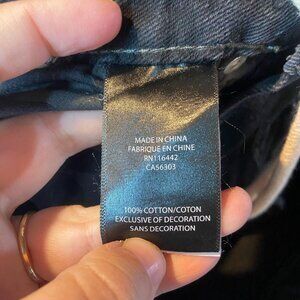 MADE IN CHINA
FABRIQUE EN CHINE
RN116442
CA56303
100% COTTON/COTON
EXCLUSIVE OF DECORATION
SANS DECORATION